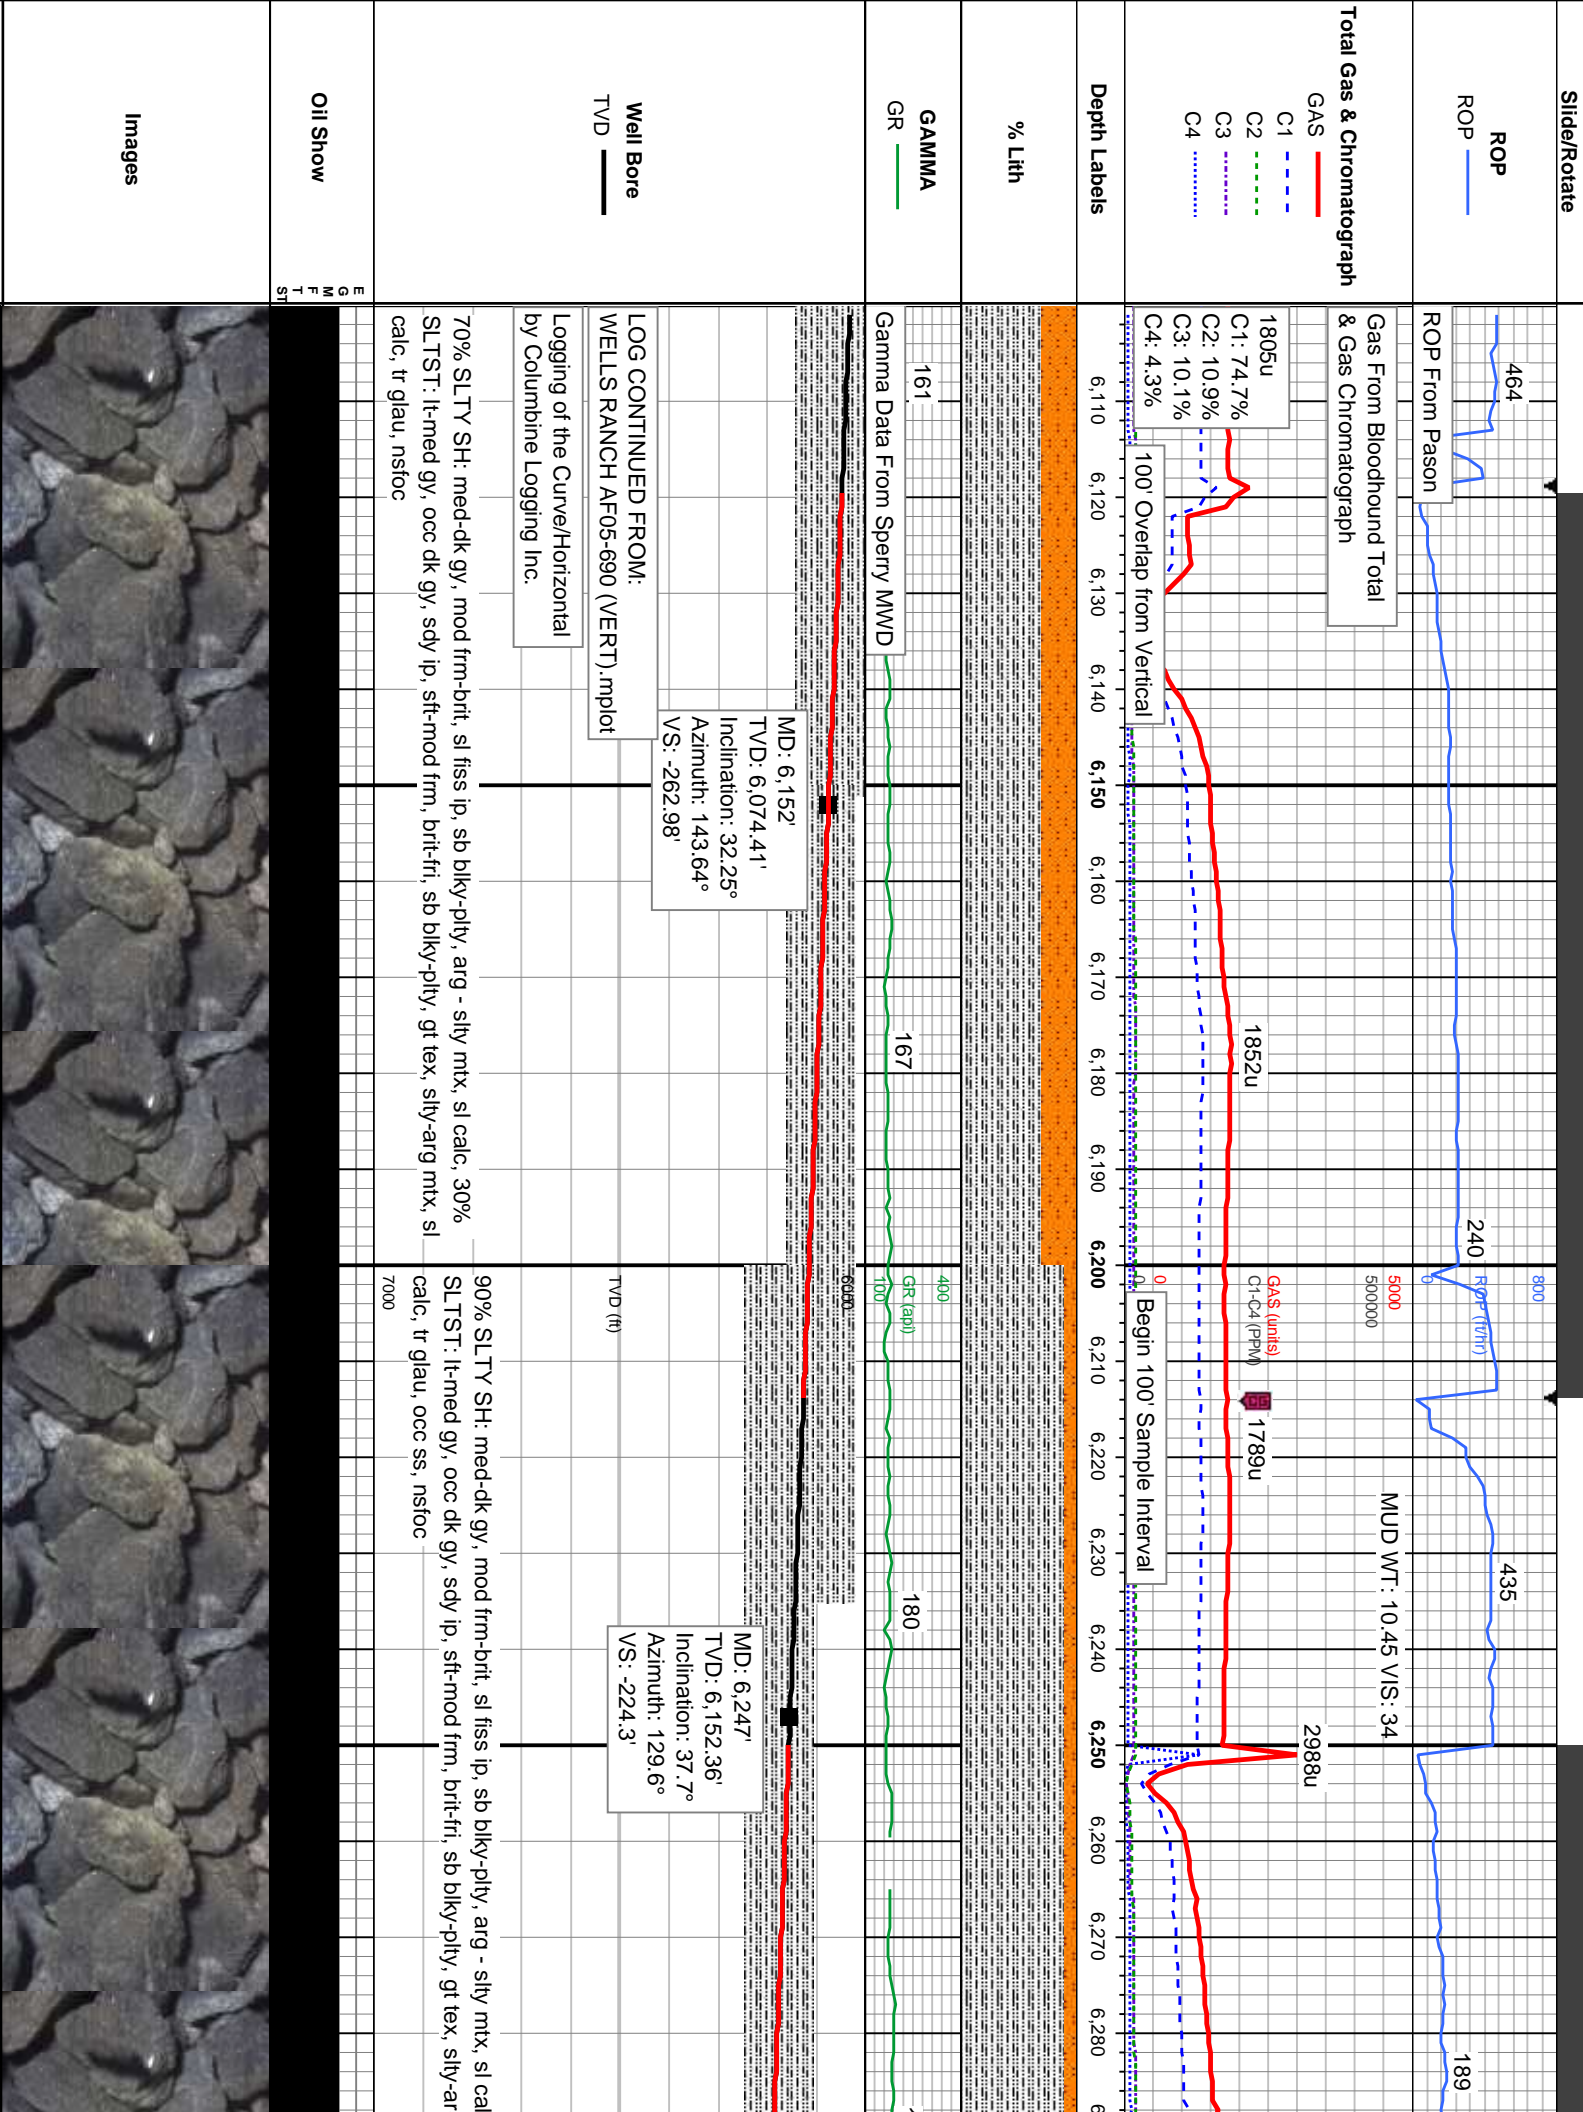 Slide/Rotate
ROP
ROP
Total Gas & Chromatograph
GAS
C1
C2
C3
C4
Depth Labels
% Lith
GAMMA
GR
Well Bore
TVD
Oil Show
E
G
M
F
T
ST
Images
464
ROP From Pason
240
800
ROP (ft/hr)
0
435
189
Gas From Bloodhound Total
& Gas Chromatograph
1805u
C1: 74.7%
C2: 10.9%
C3: 10.1%
C4: 4.3%
100' Overlap from Vertical
1852u
5000
500000
GAS (units)
C1-C4 (PPM)
0
0
1789u
MUD WT: 10.45 VIS: 34
2988u
Begin 100' Sample Interval
6,110
6,120
6,130
6,140
6,150
6,160
6,170
6,180
6,190
6,200
6,210
6,220
6,230
6,240
6,250
6,260
6,270
6,280
161
Gamma Data From Sperry MWD
167
400
GR (api)
100
180
MD: 6,152'
TVD: 6,074.41'
Inclination: 32.25°
Azimuth: 143.64°
VS: -262.98'
LOG CONTINUED FROM:
WELLS RANCH AF05-690 (VERT).mplot
Logging of the Curve/Horizontal
by Columbine Logging Inc.
70% SLTY SH: med-dk gy, mod frm-brit, sl fiss ip, sb blky-plty, arg - slty mtx, sl calc, 30%
SLTST: lt-med gy, occ dk gy, sdy ip, sft-mod frm, brit-fri, sb blky-plty, gt tex, slty-arg mtx, sl
calc, tr glau, nsfoc
6000
TVD (ft)
7000
MD: 6,247'
TVD: 6,152.36'
Inclination: 37.7°
Azimuth: 129.6°
VS: -224.3'
90% SLTY SH: med-dk gy, mod frm-brit, sl fiss ip, sb blky-plty, arg - slty mtx, sl cal
SLTST: lt-med gy, occ dk gy, sdy ip, sft-mod frm, brit-fri, sb blky-plty, gt tex, slty-ar
calc, tr glau, occ ss, nsfoc